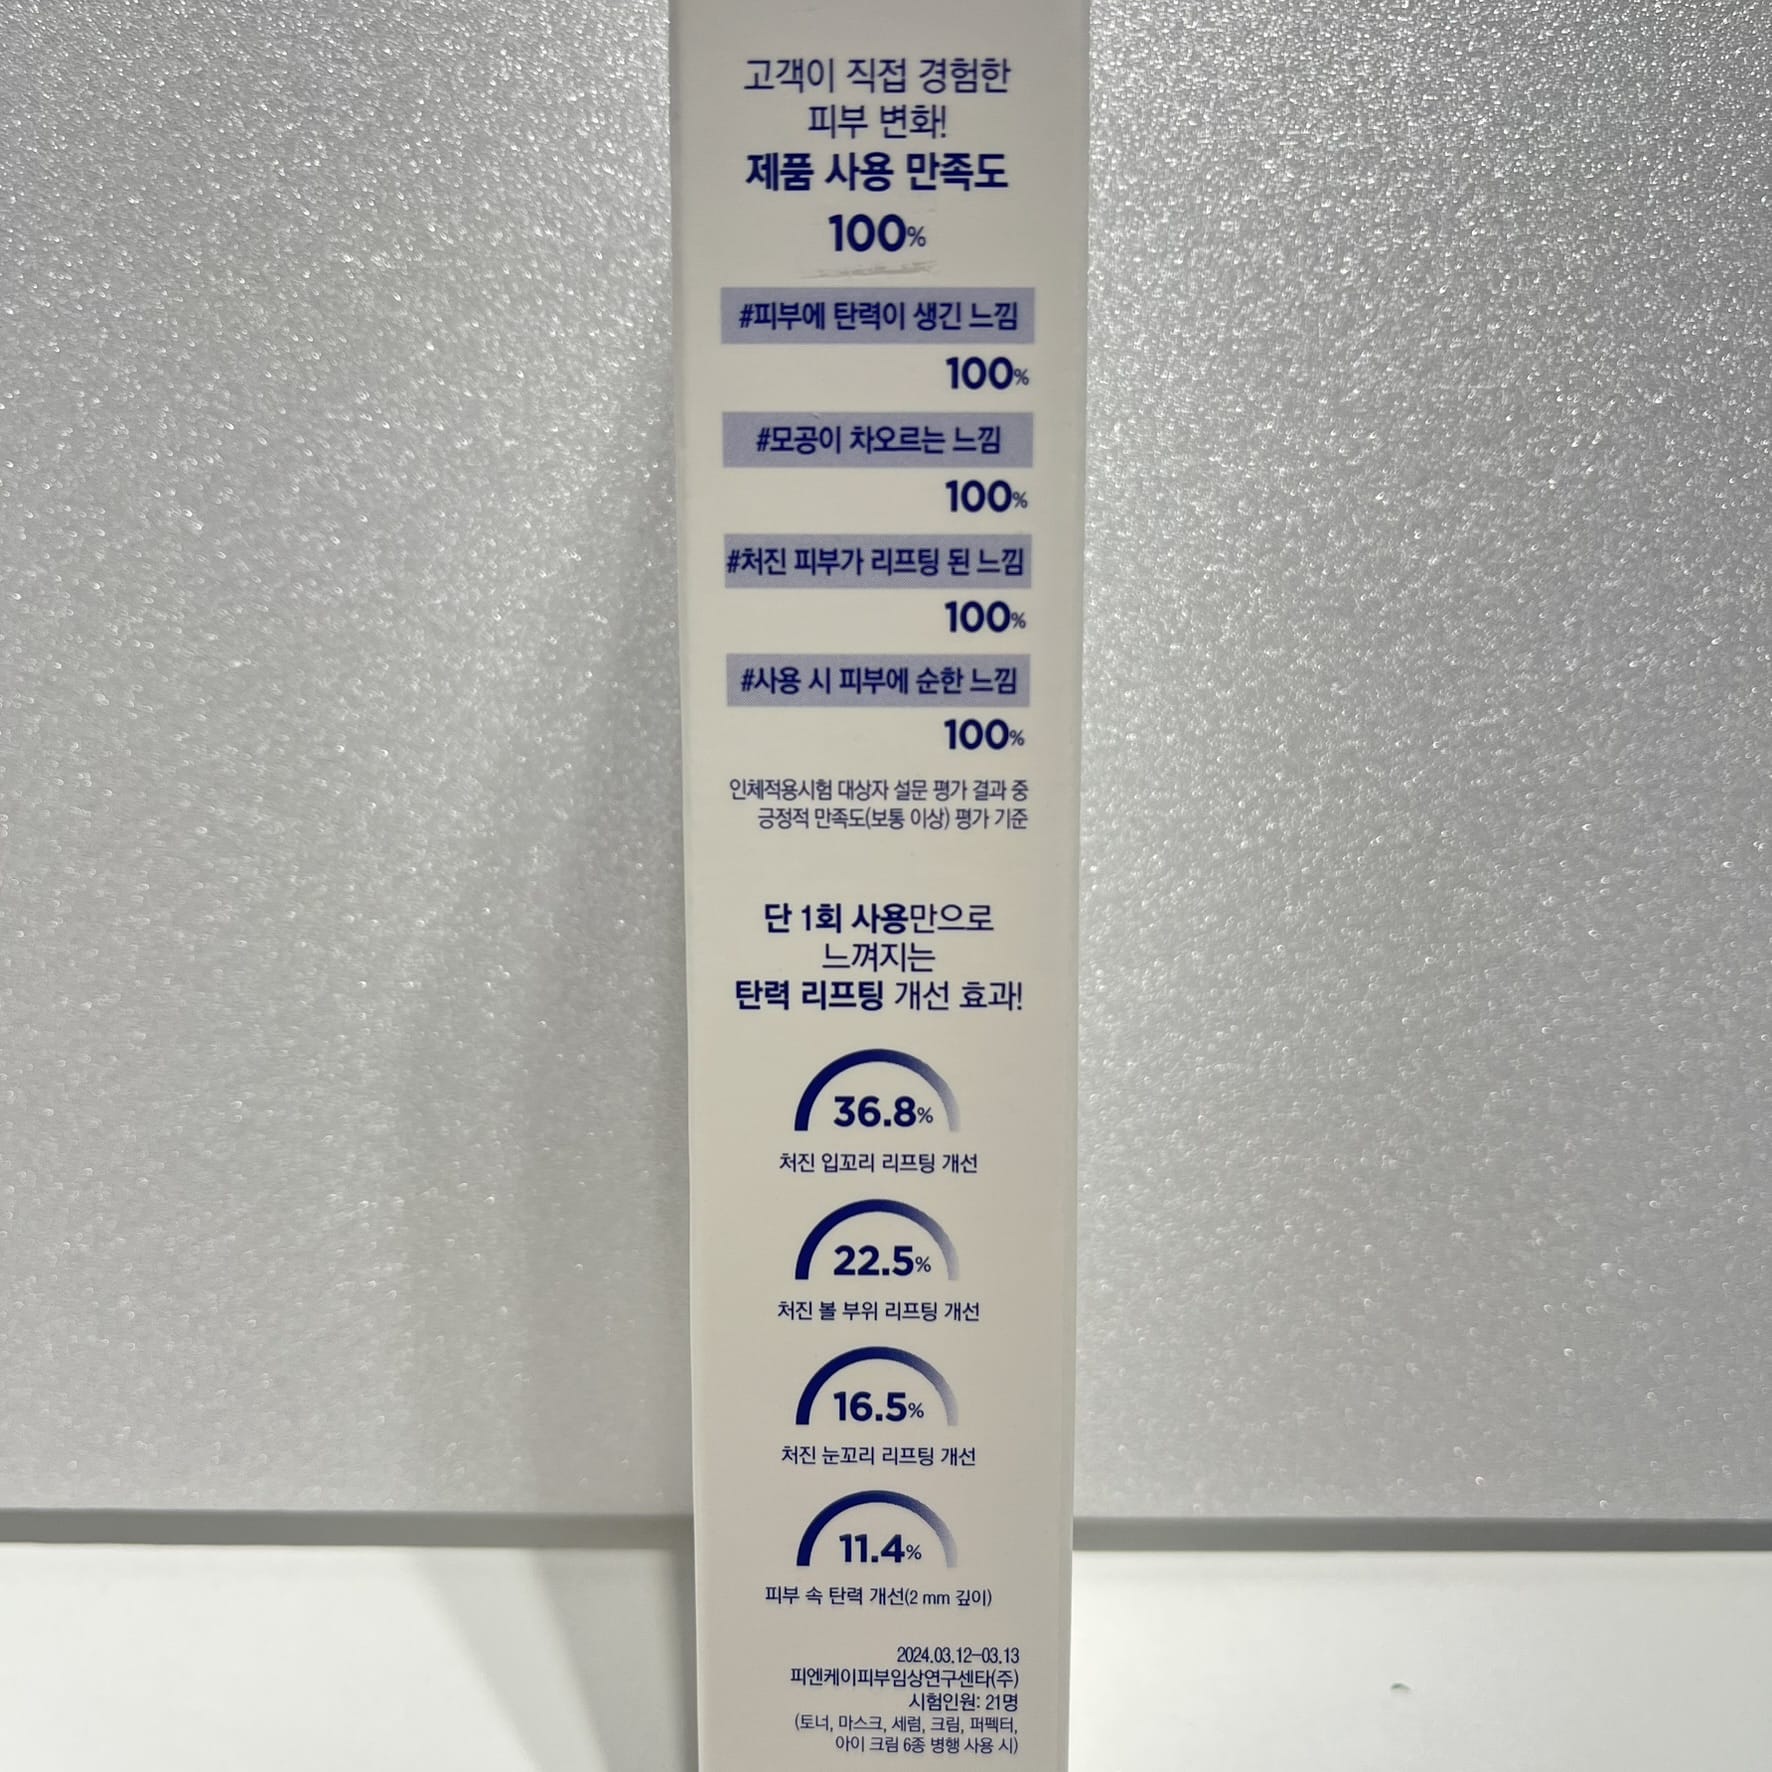 고객이 직접 경험한
피부 변화!
제품 사용 만족도
100%
#피부에 탄력이 생긴 느낌
100%
#모공이 차오르는 느낌
100%
#처진 피부가 리프팅 된 느낌
100%
#사용 시 피부에 순한 느낌
100%
인체적용시험 대상자 설문 평가 결과 중
긍정적 만족도(보통 이상) 평가 기준
단 1회 사용만으로
느껴지는
탄력 리프팅 개선 효과!
36.8%
처진 입꼬리 리프팅 개선
22.5%
처진 볼 부위 리프팅 개선
16.5%
처진 눈꼬리 리프팅 개선
11.4%
피부 속 탄력 개선(2 mm 깊이)
2024.03.12-03.13
피엔케이피부임상연구센타(주)
시험인원: 21명
(토너, 마스크, 세럼, 크림, 퍼펙터,
아이 크림 6종 병행 사용 시)